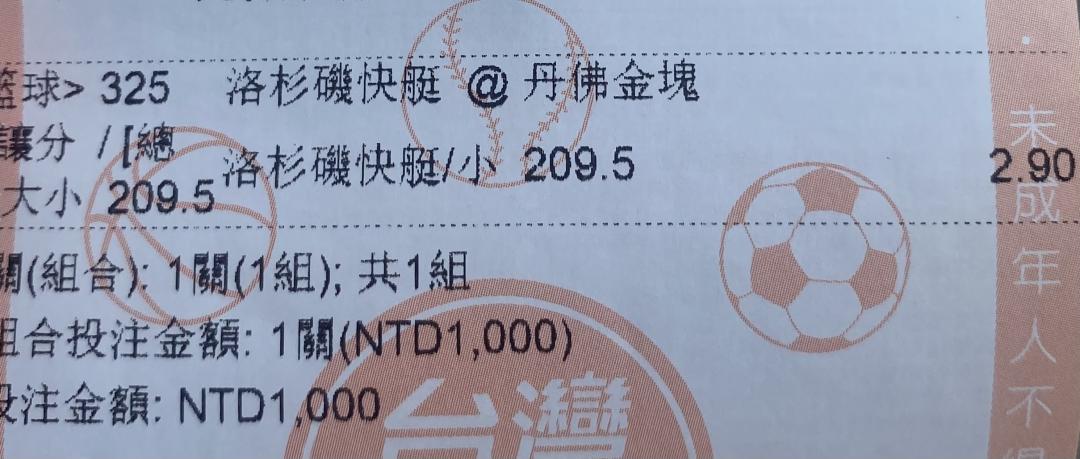 籃球> 325 洛杉磯快艇 @ 丹佛金塊
讓分 / [總
大小 209.5
洛杉磯快艇/小 209.5 2.90
關(組合): 1關(1組); 共1組
組合投注金額: 1關(NTD1,000)
投注金額: NTD1,000
台灣
未成年人不得